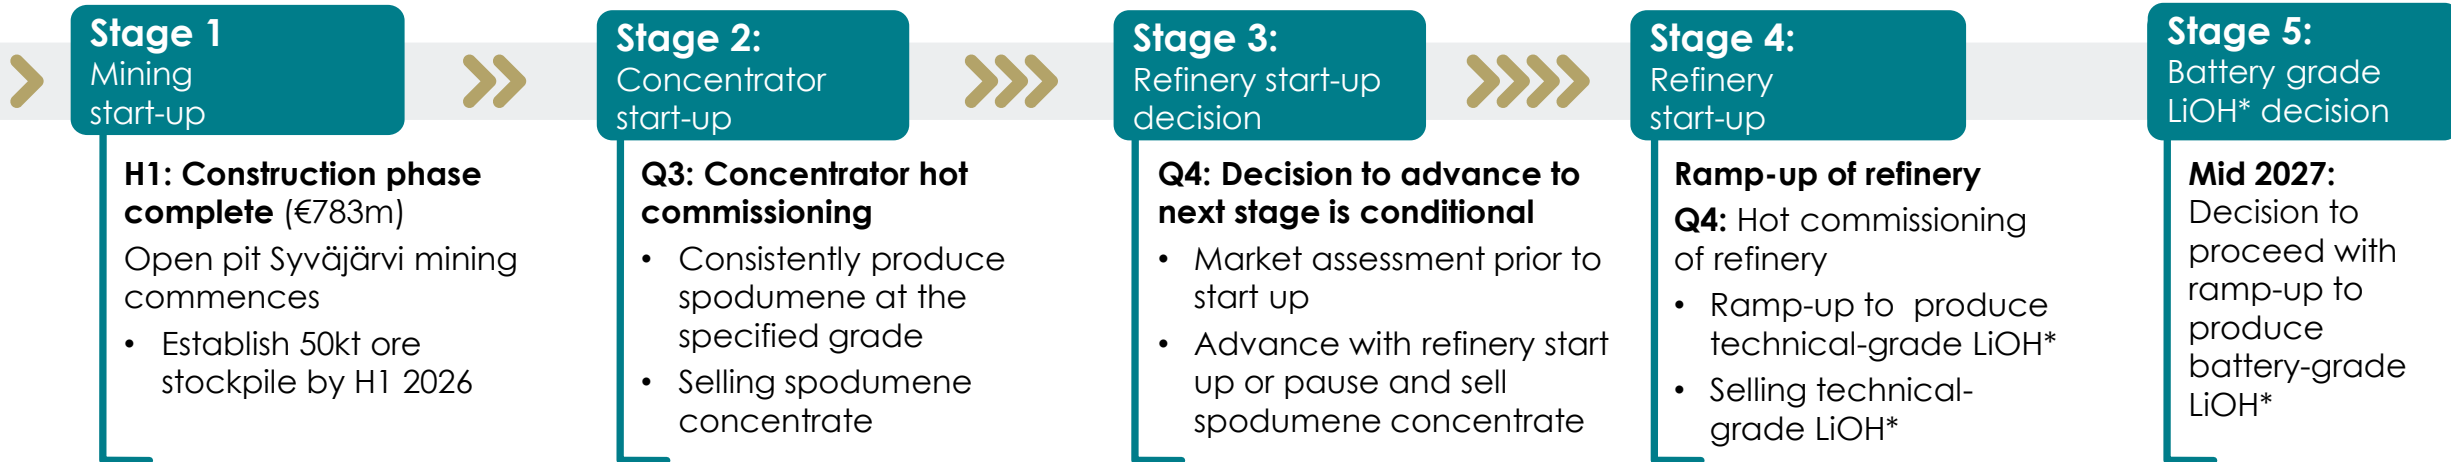 Stage 1
Mining
start-up
H1: Construction phase
complete (€783m)
Open pit Syväjärvi mining
commences
• Establish 50kt ore
stockpile by H1 2026
Stage 2:
Concentrator
start-up
Q3: Concentrator hot
commissioning
• Consistently produce
spodumene at the
specified grade
• Selling spodumene
concentrate
Stage 3:
Refinery start-up
decision
Q4: Decision to advance to
next stage is conditional
• Market assessment prior to
start up
• Advance with refinery start
up or pause and sell
spodumene concentrate
Stage 4:
Refinery
start-up
Ramp-up of refinery
Q4: Hot commissioning
of refinery
• Ramp-up to produce
technical-grade LiOH*
• Selling technical-
grade LiOH*
Stage 5:
Battery grade
LiOH* decision
Mid 2027:
Decision to
proceed with
ramp-up to
produce
battery-grade
LiOH*